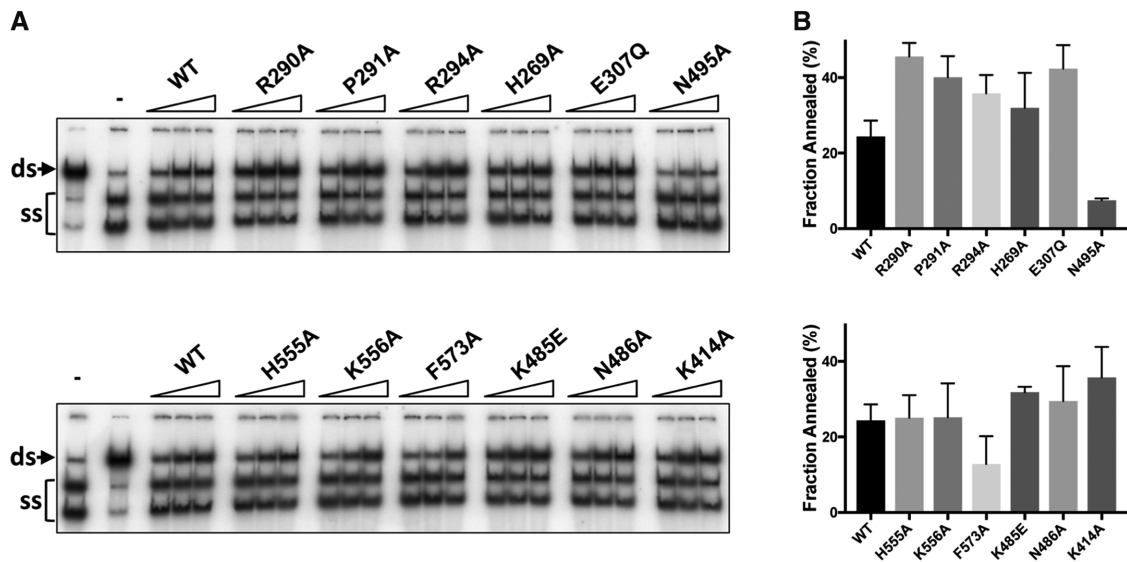 A
B
WT R290A P291A R294A H269A E307Q N495A
-
ds
ss
Fraction Annealed (%)
40
20
0
WT R290A P291A R294A H269A E307Q N495A
WT H555A K556A F573A K485E N486A K414A
-
ds
ss
Fraction Annealed (%)
40
20
0
WT H555A K556A F573A K485E N486A K414A